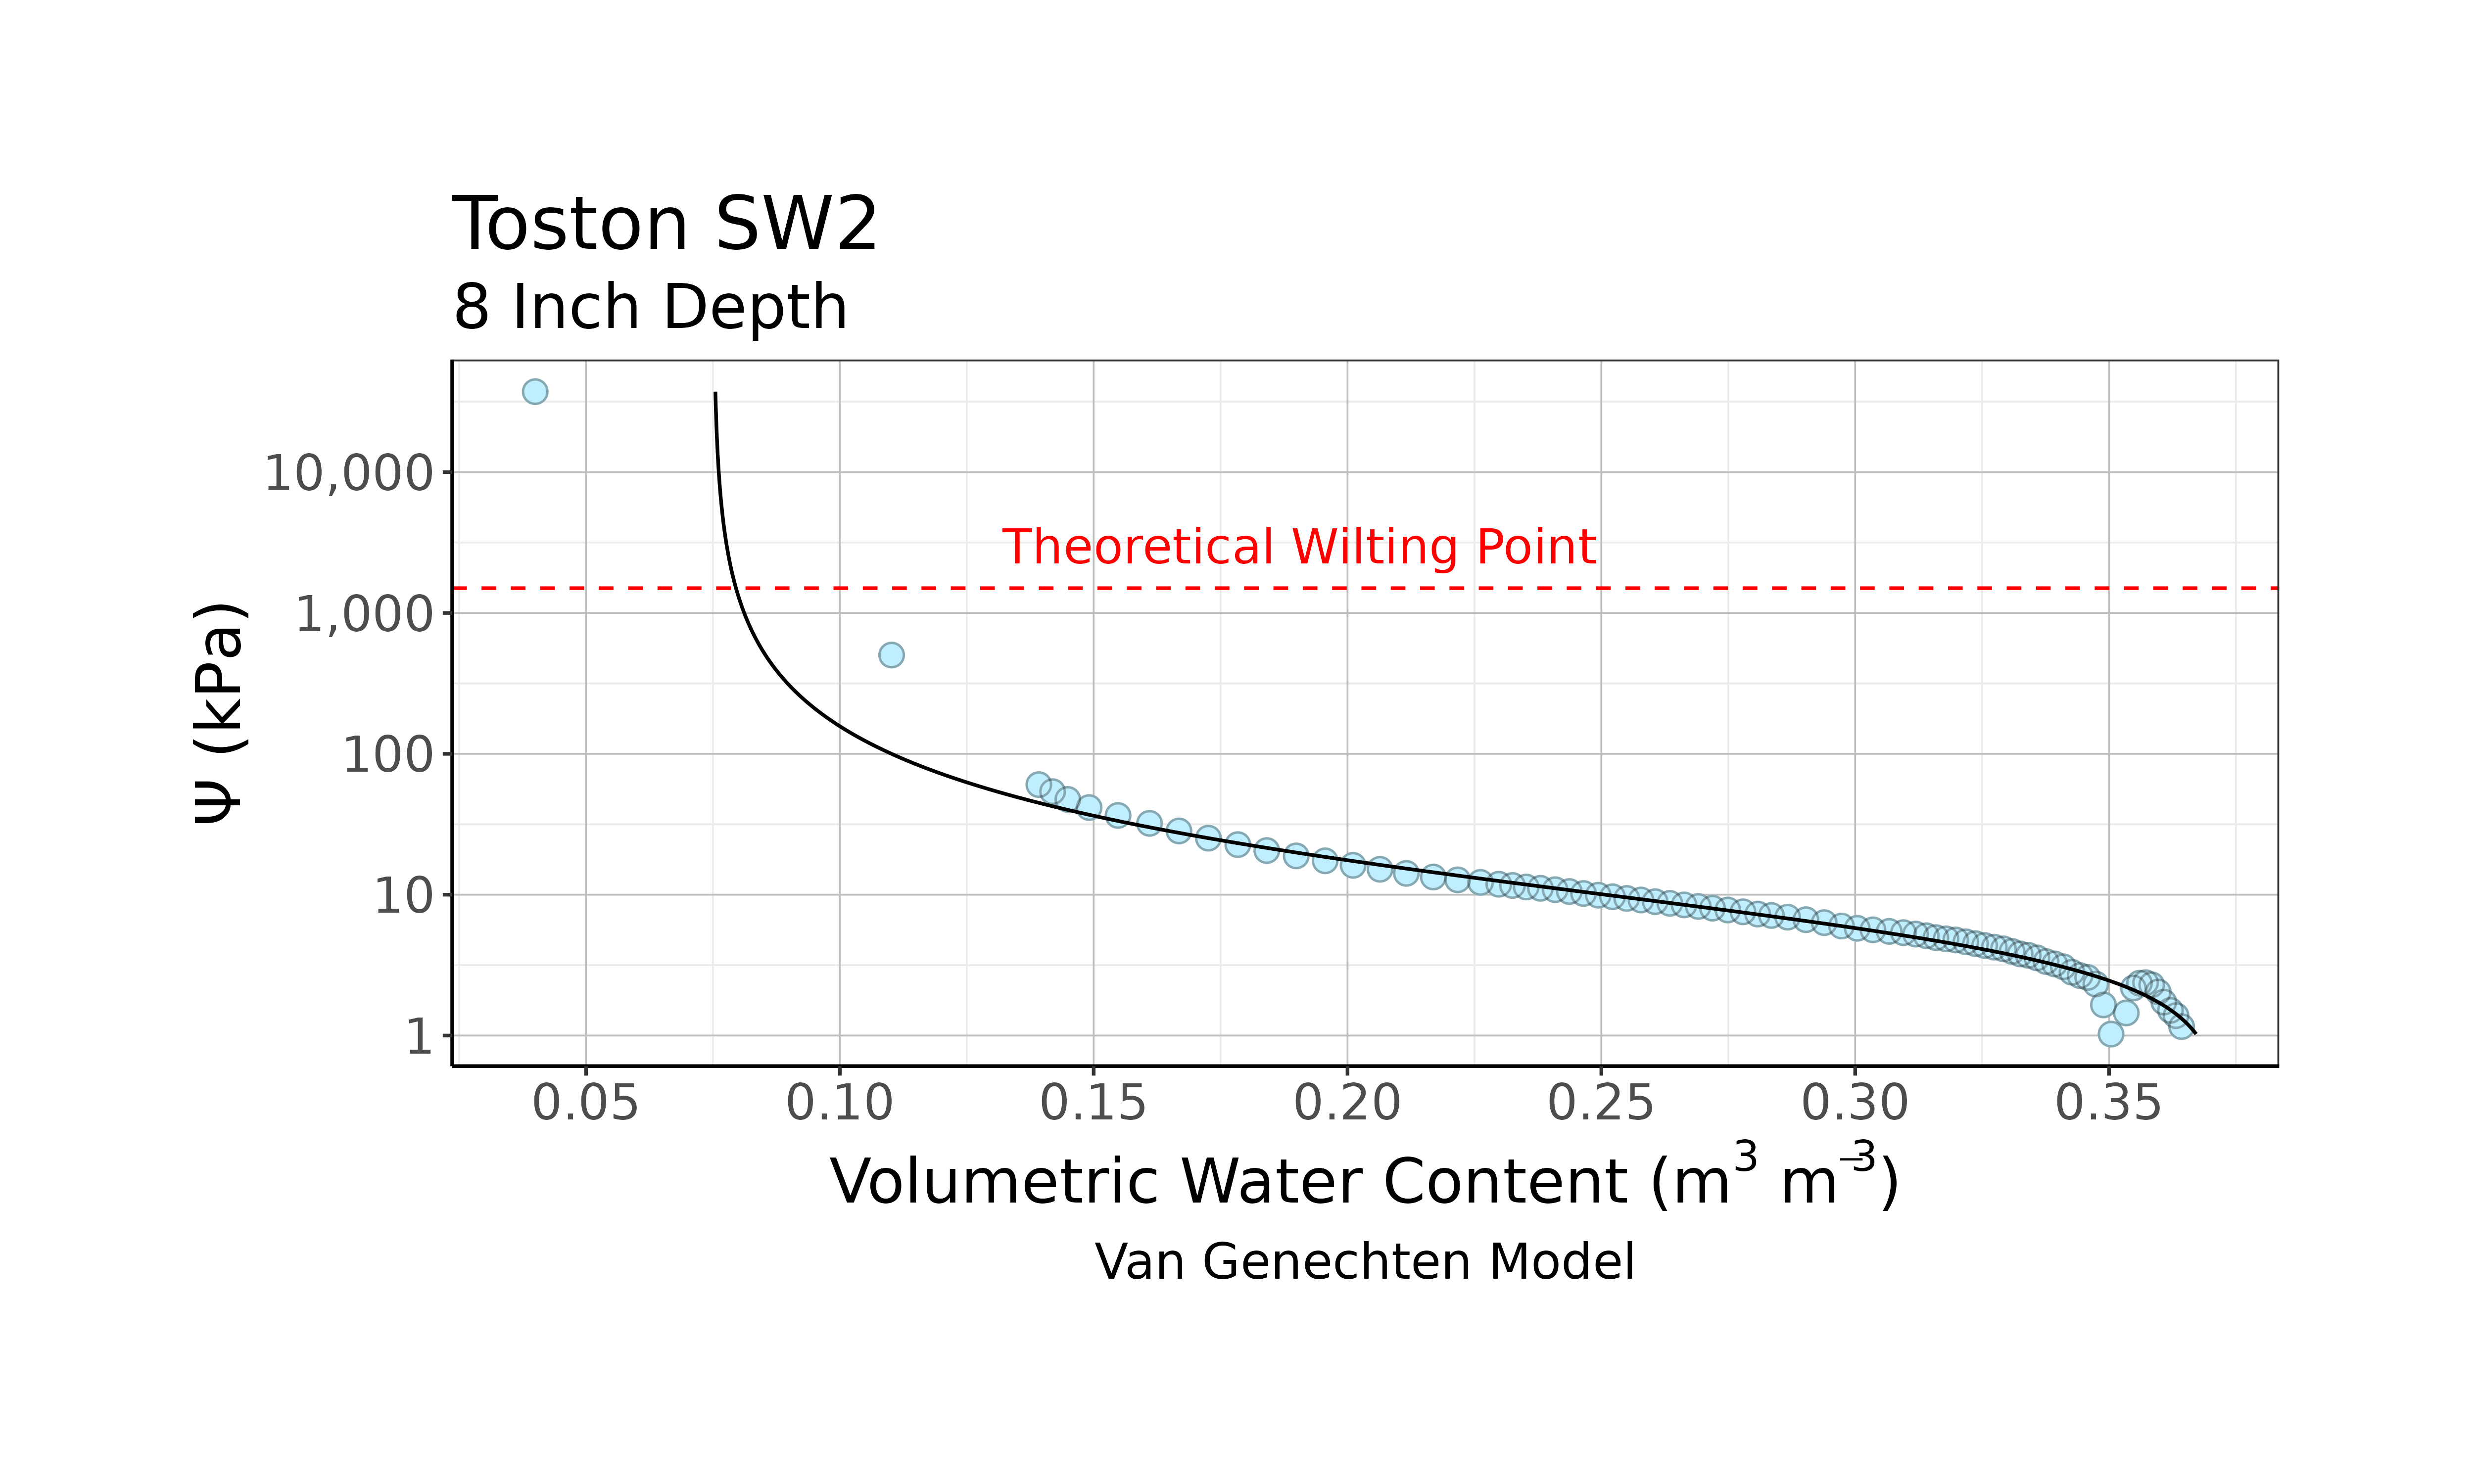 Toston SW2
8 Inch Depth
Ψ (kPa)
10,000
1,000
100
10
1
Theoretical Wilting Point
0.05 0.10 0.15 0.20 0.25 0.30 0.35
Volumetric Water Content (m³ m⁻³)
Van Genechten Model